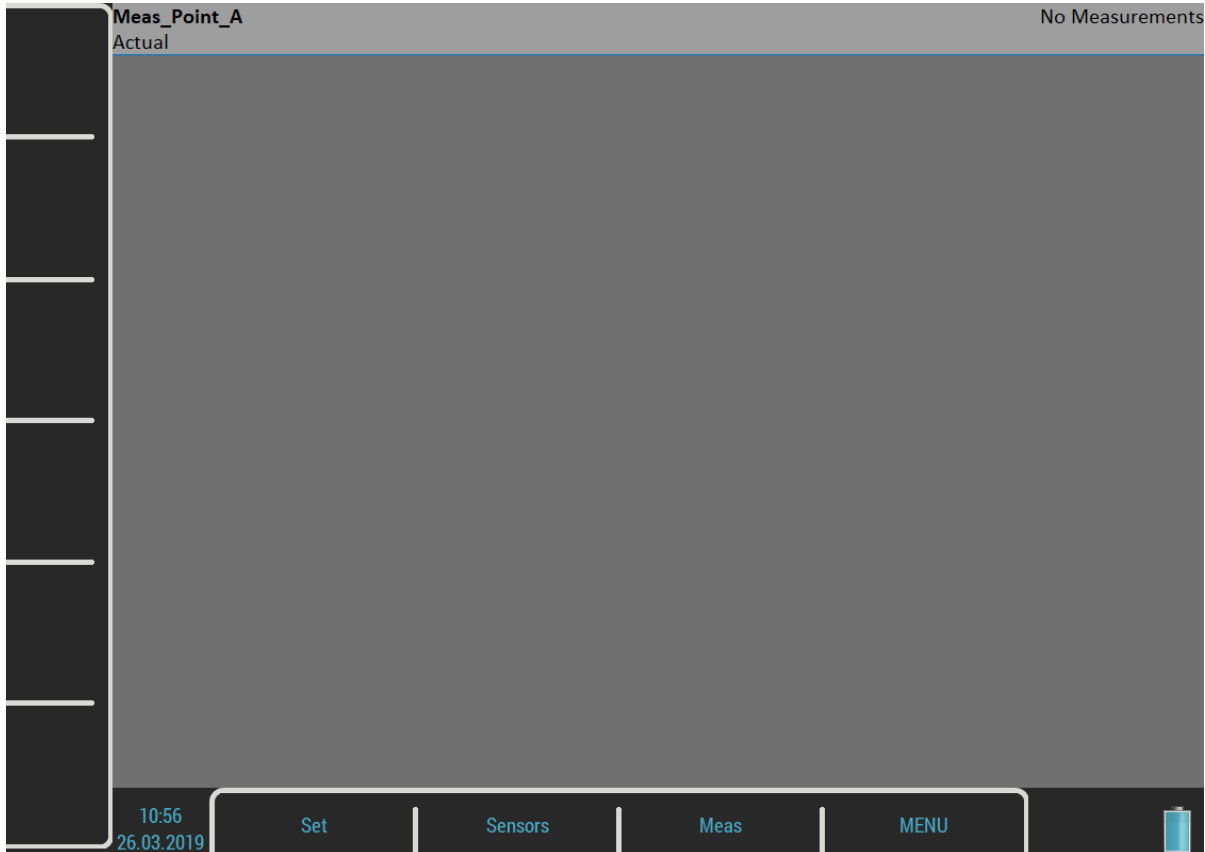 Meas_Point_A
No Measurements
Actual
10:56
26.03.2019
Set
Sensors
Meas
MENU